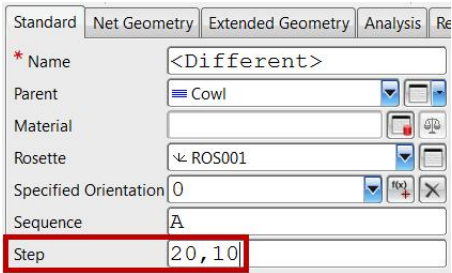 Standard Net Geometry Extended Geometry Analysis Re
* Name <Different>
Parent Cowl
Material
Rosette ROS001
Specified Orientation 0 f(x)
Sequence A
Step 20,10